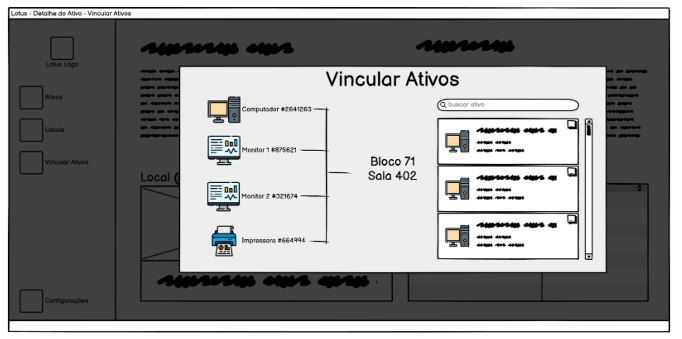 Lotus - Detalhe do Ativo - Vincular Ativos
Lotus Logo
Ativos
Locais
Vincular Ativos
Configurações
Local (
Vincular Ativos
Computador #2641263
Monitor 1 #875621
Monitor 2 #321674
Impressora #664994
Bloco 71
Sala 402
buscar ativo